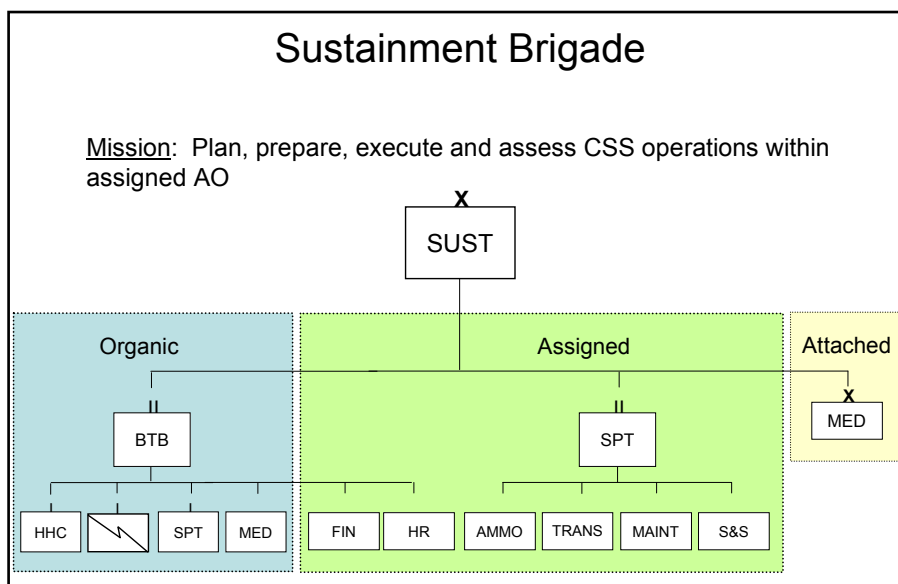 Sustainment Brigade
Mission: Plan, prepare, execute and assess CSS operations within
assigned AO
X
SUST
Organic
Assigned
Attached
II
II
X
BTB
SPT
MED
I
I
I
HHC
SPT
MED
FIN
HR
AMMO
TRANS
MAINT
S&S